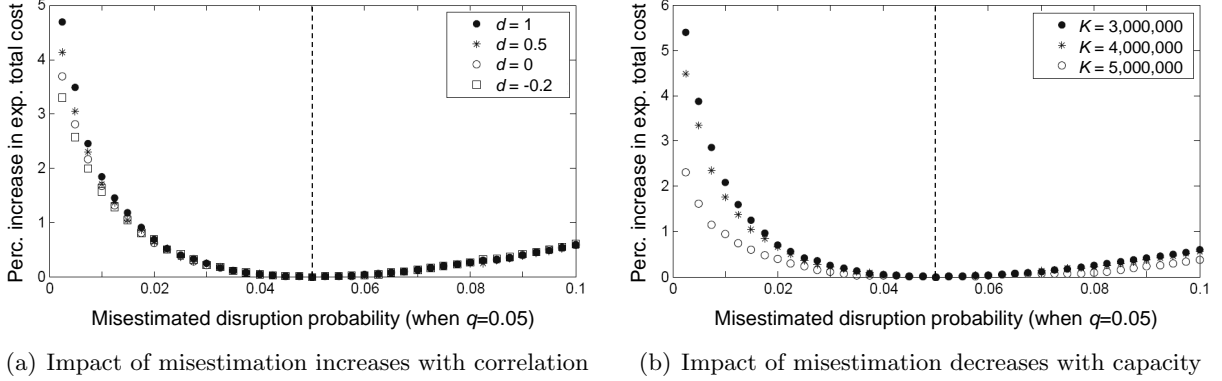 Perc. increase in exp. total cost
5
4
3
2
1
0
0
0.02
0.04
0.06
0.08
0.1
d = 1
d = 0.5
d = 0
d = -0.2
Misestimated disruption probability (when q=0.05)
(a) Impact of misestimation increases with correlation
Perc. increase in exp. total cost
6
5
4
3
2
1
0
0
0.02
0.04
0.06
0.08
0.1
K = 3,000,000
K = 4,000,000
K = 5,000,000
Misestimated disruption probability (when q=0.05)
(b) Impact of misestimation decreases with capacity